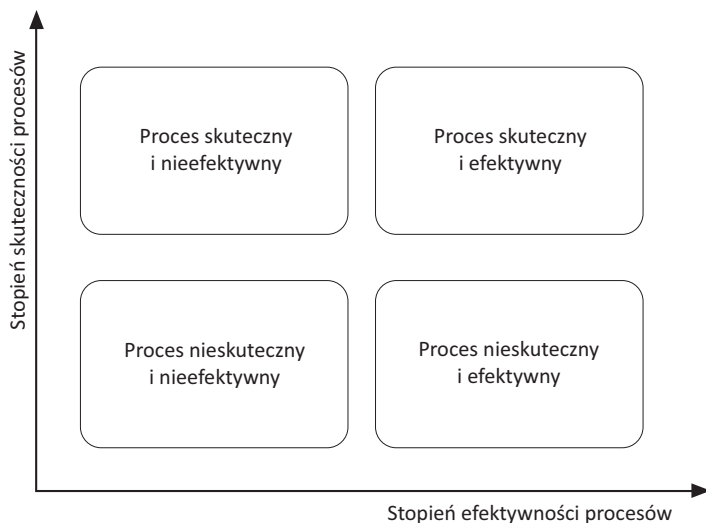 Stopień skuteczności procesów
Proces skuteczny
i nieefektywny
Proces skuteczny
i efektywny
Proces nieskuteczny
i nieefektywny
Proces nieskuteczny
i efektywny
Stopień efektywności procesów